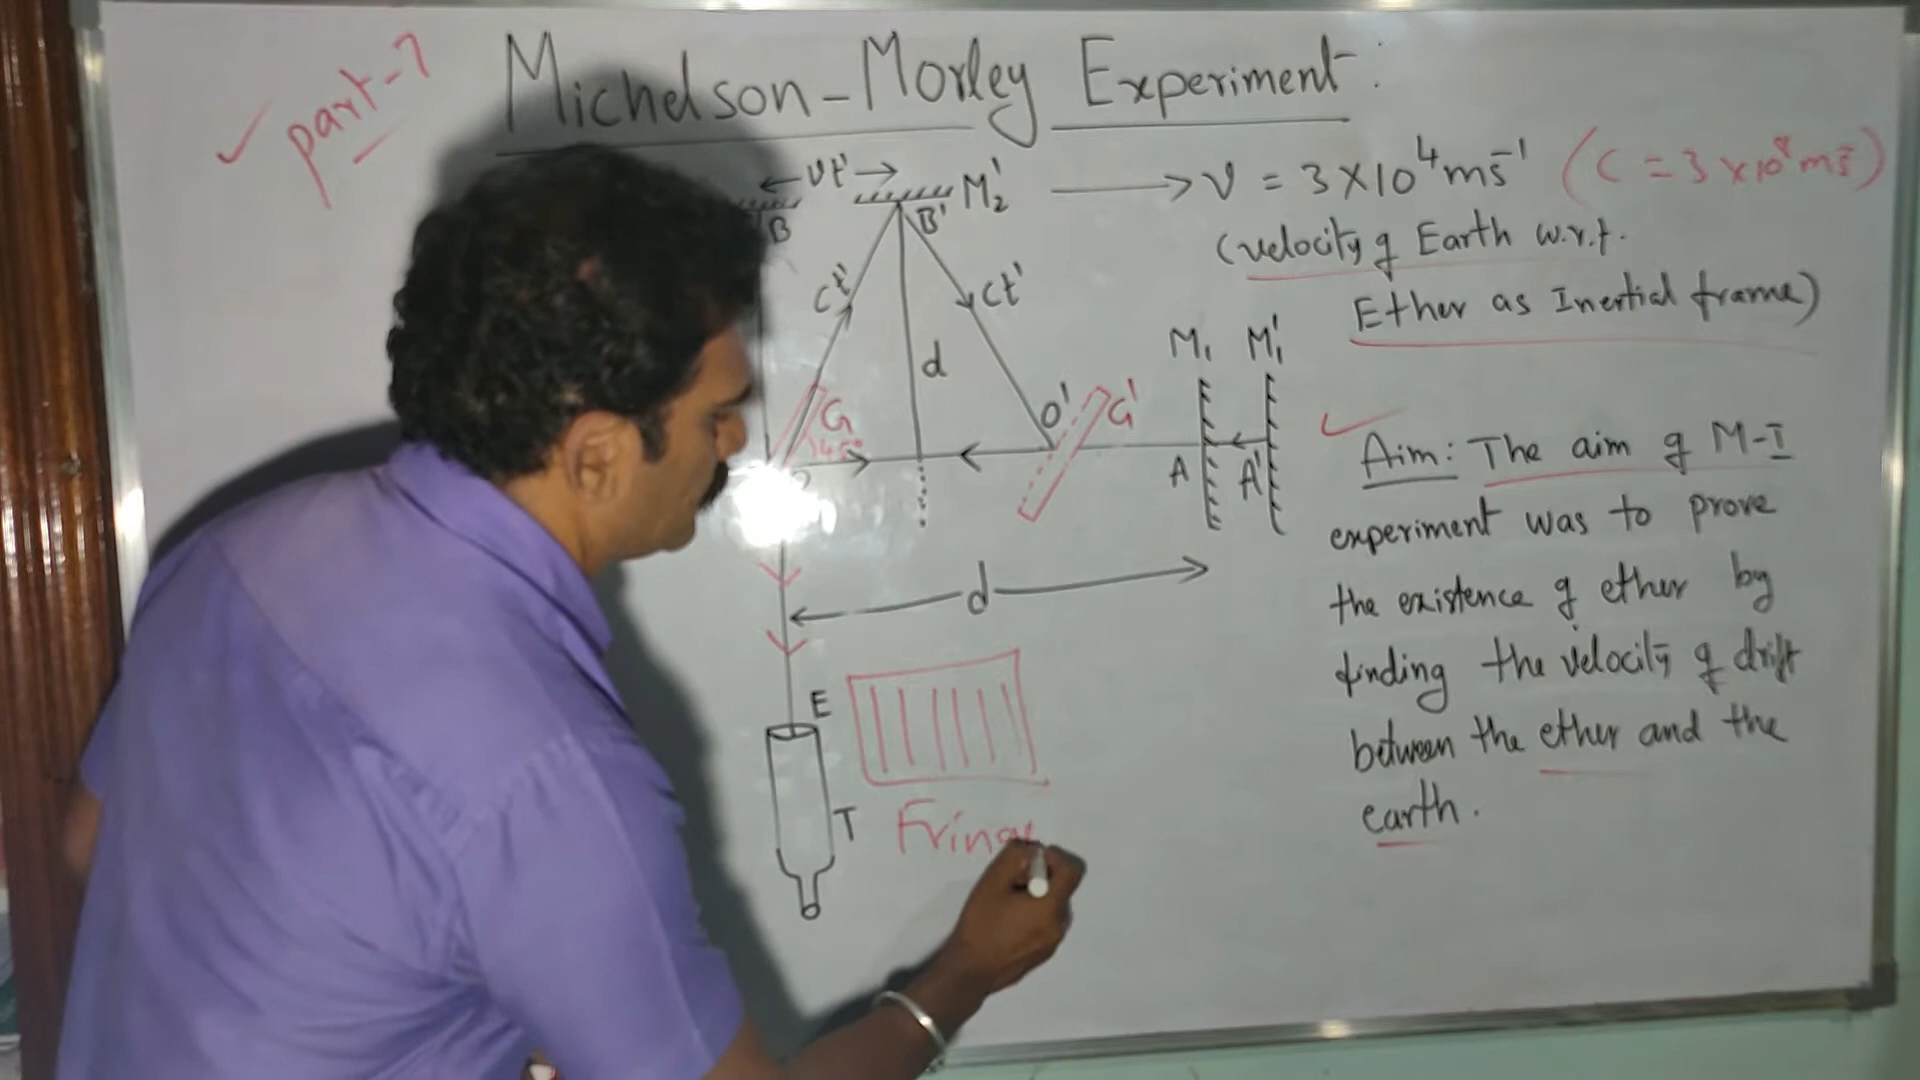 part-1
Michelson-Morley Experiment:
vt'
M₂'
B
B'
v = 3×10⁴ms⁻¹ (C = 3×10⁸ms⁻)
(velocity of Earth w.r.t.
Ether as Inertial frame)
ct'
ct'
d
M₁
M₁'
G
45°
O'
G'
A
A'
Aim: The aim of M-I
experiment was to prove
the existence of ether by
finding the velocity of drift
between the ether and the
earth.
d
E
T